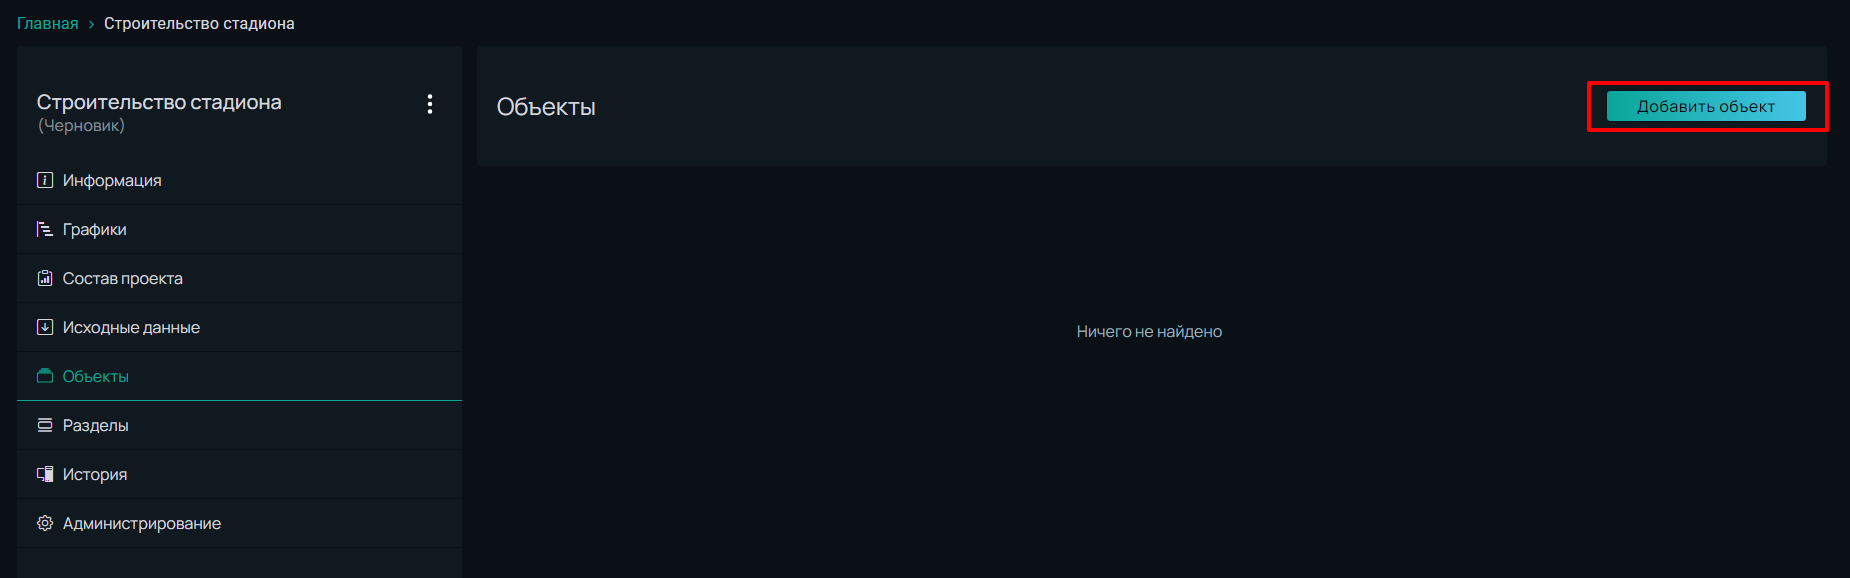 Главная > Строительство стадиона
Строительство стадиона
(Черновик)
Информация
Графики
Состав проекта
Исходные данные
Объекты
Разделы
История
Администрирование
Объекты
Добавить объект
Ничего не найдено